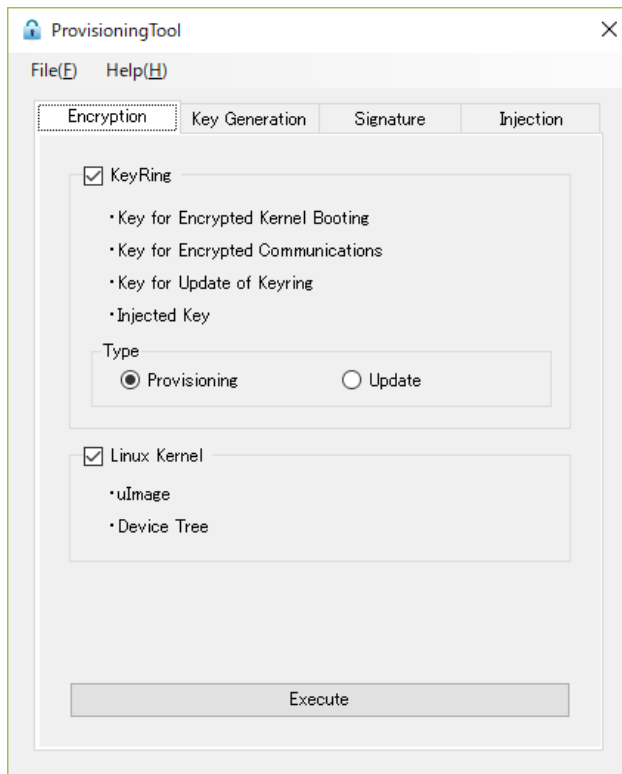 ProvisioningTool
File(F) Help(H)
Encryption Key Generation Signature Injection
KeyRing
・Key for Encrypted Kernel Booting
・Key for Encrypted Communications
・Key for Update of Keyring
・Injected Key
Type
Provisioning Update
Linux Kernel
・uImage
・Device Tree
Execute